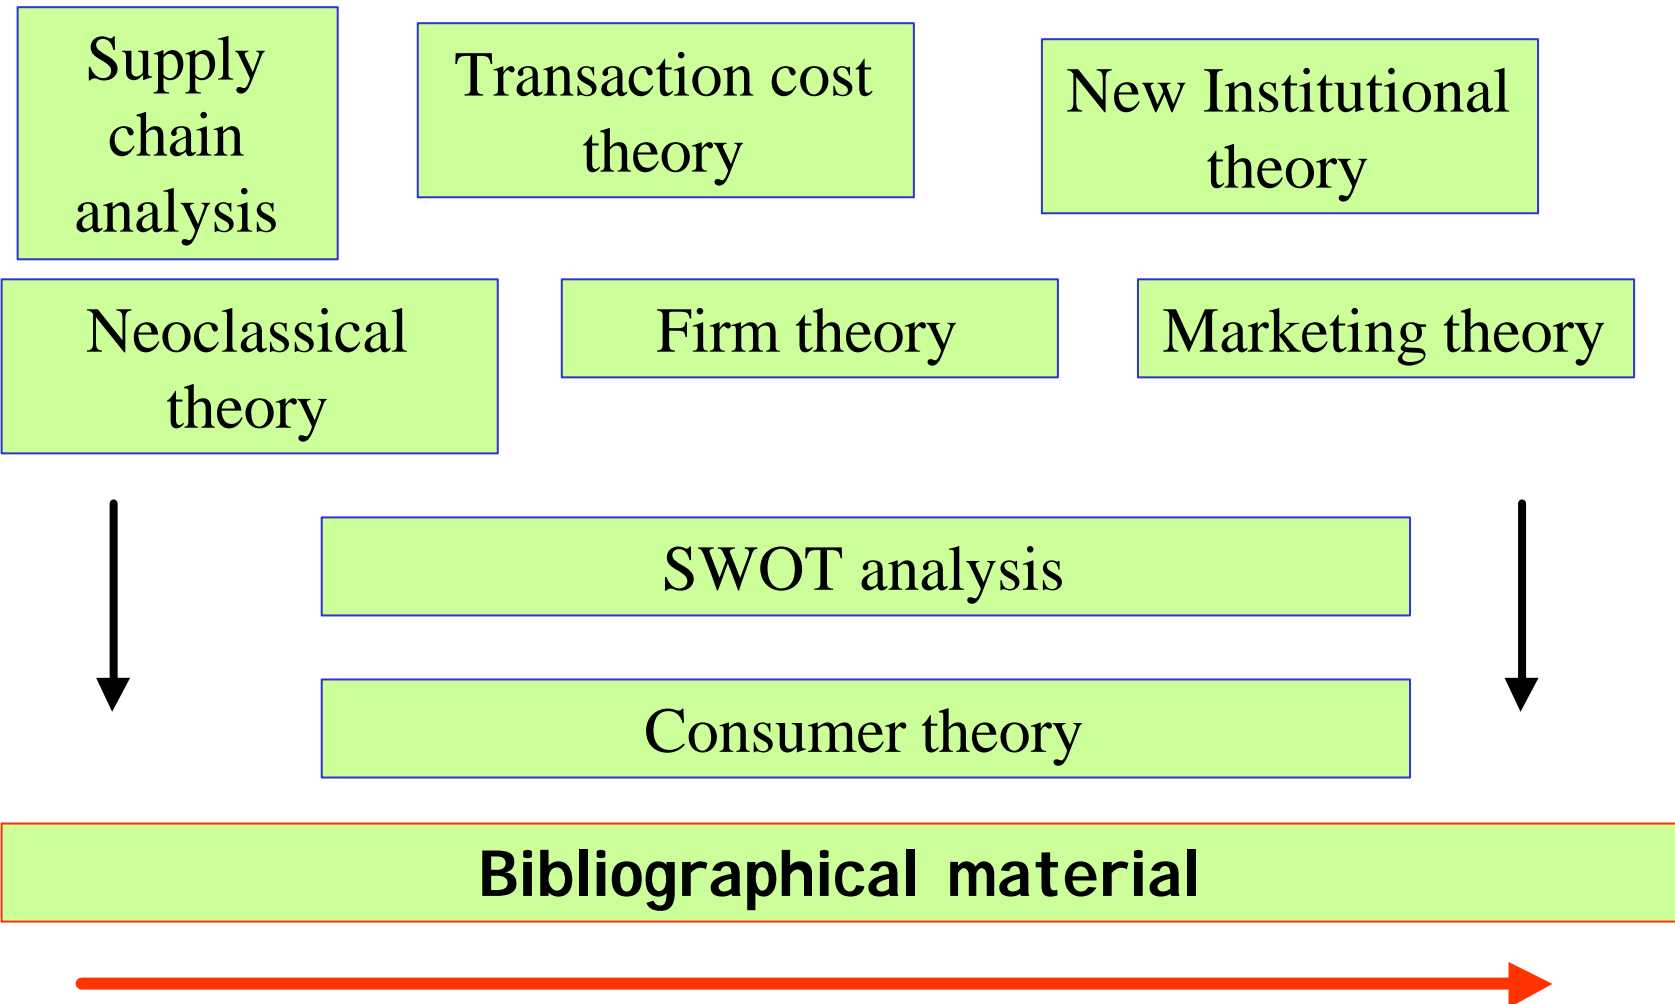 Supply
chain
analysis
Transaction cost
theory
New Institutional
theory
Neoclassical
theory
Firm theory
Marketing theory
SWOT analysis
Consumer theory
Bibliographical material